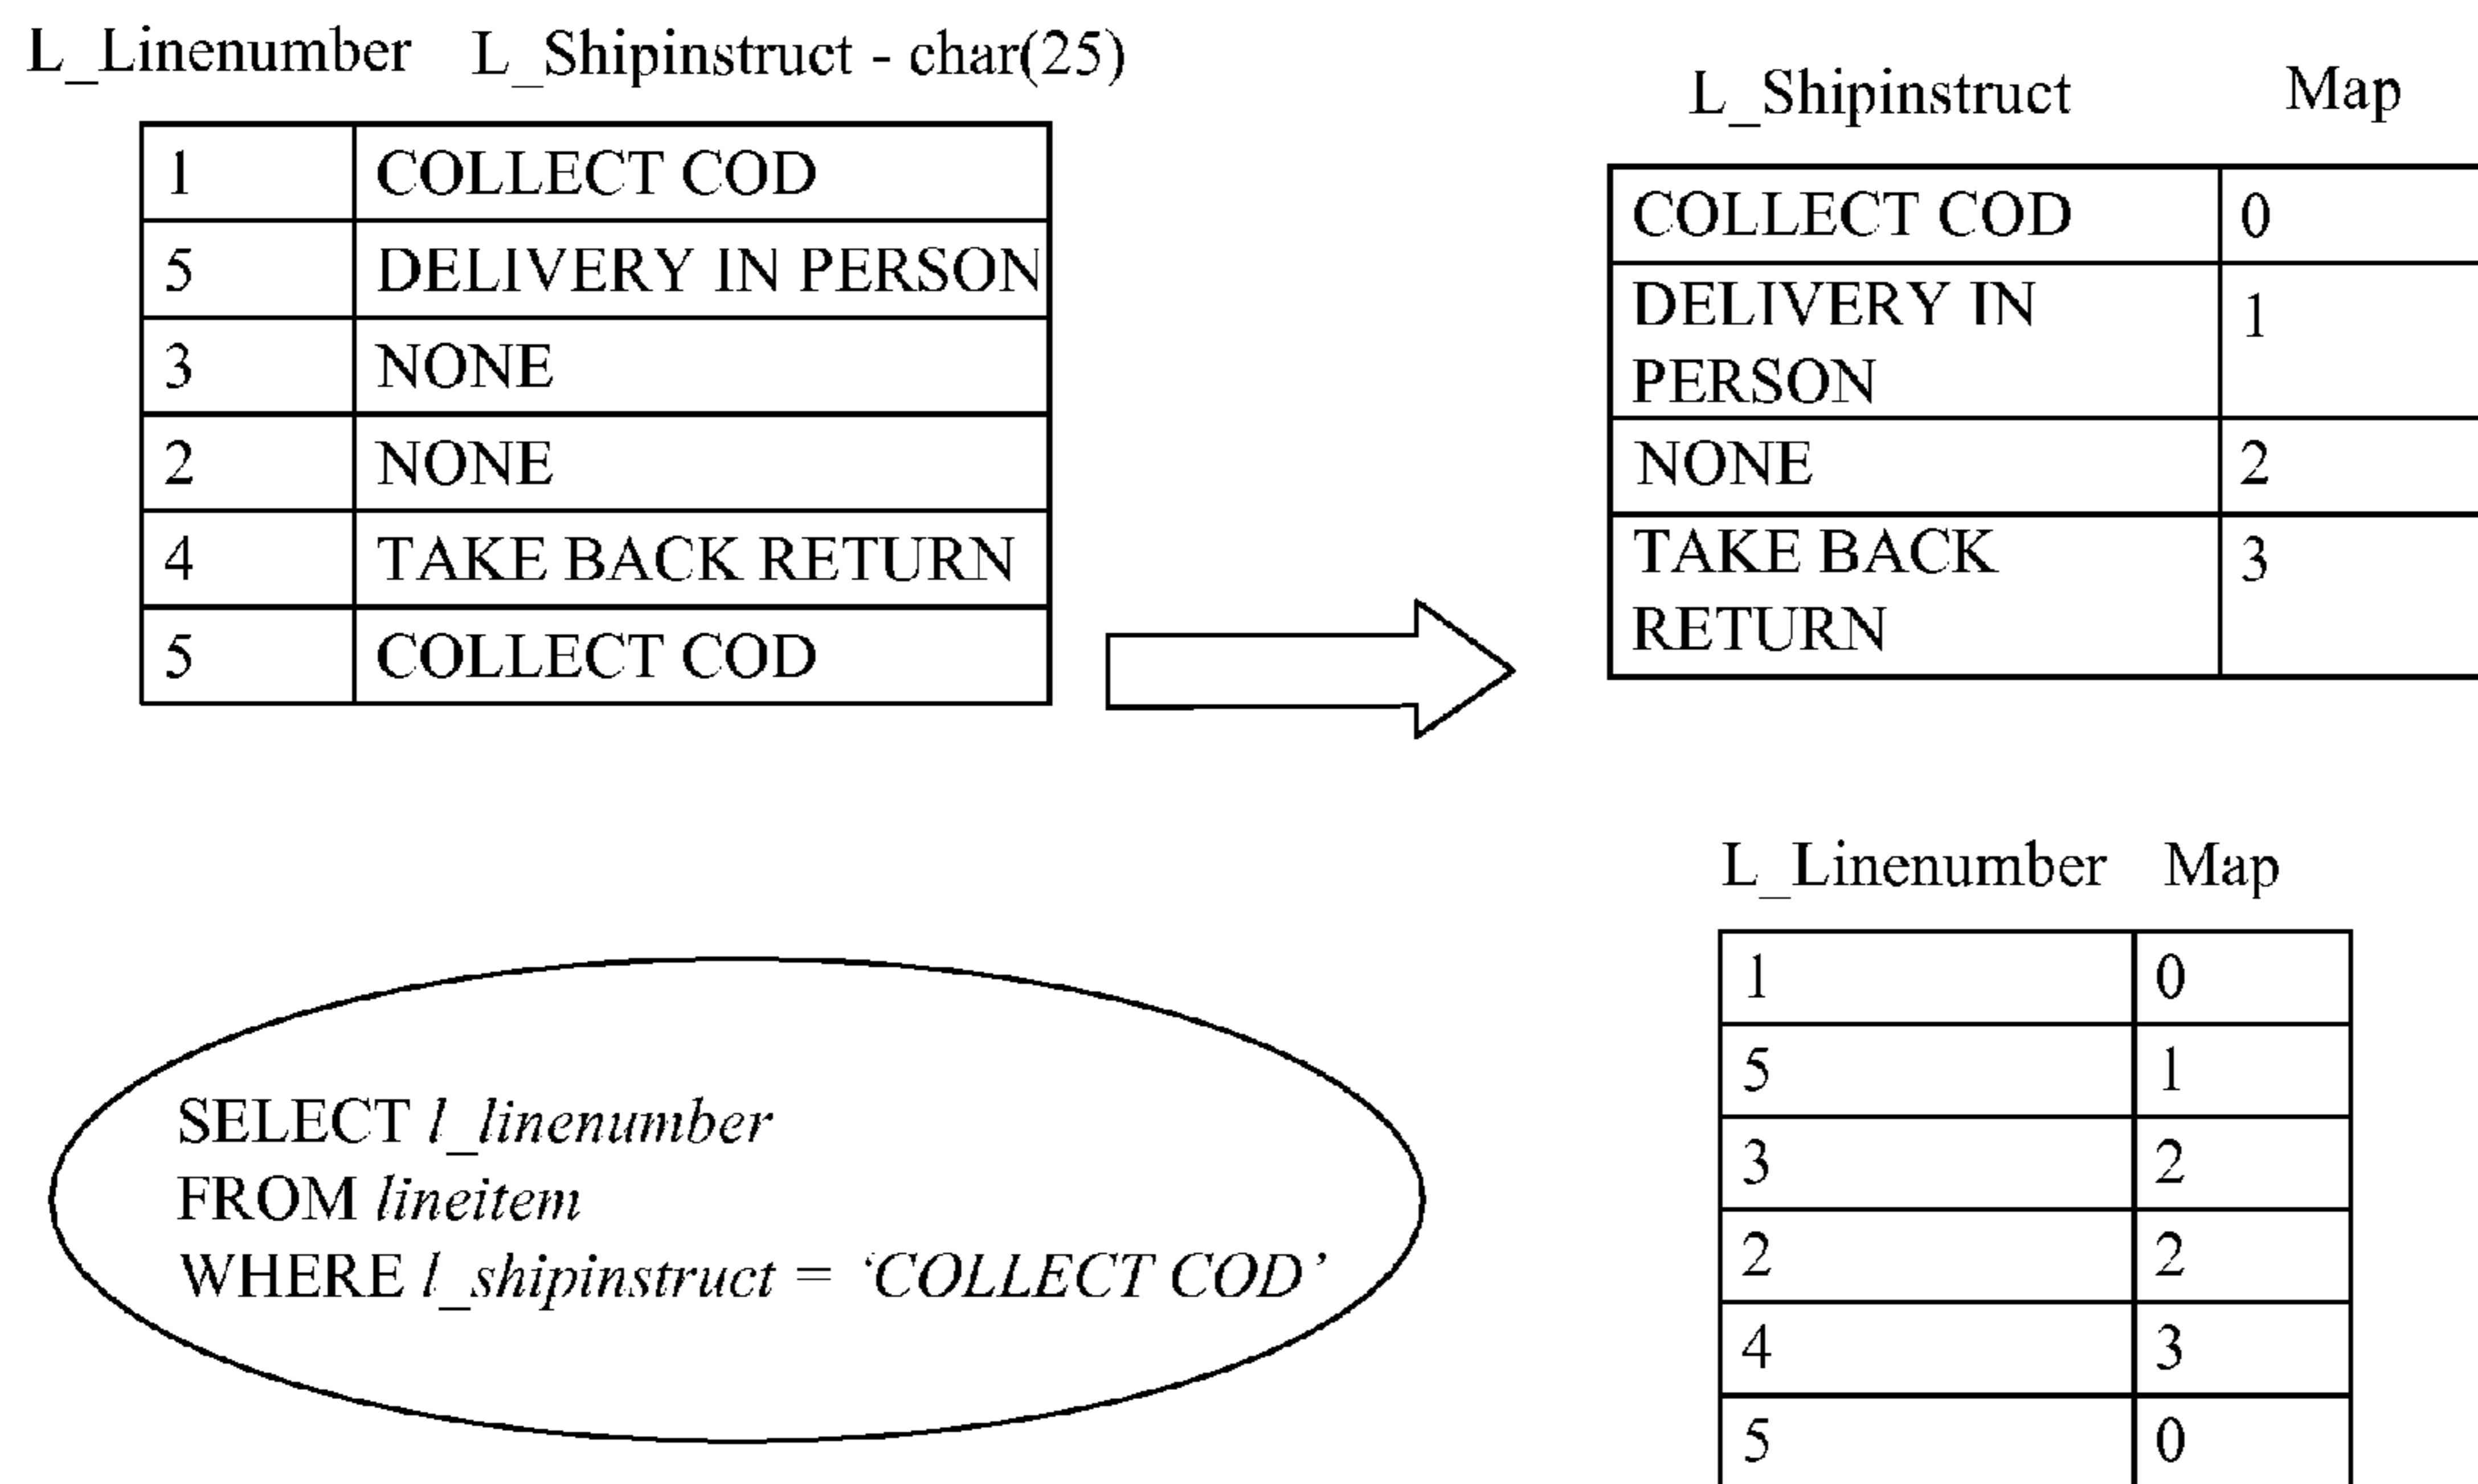 L_Linenumber L_Shipinstruct - char(25)
1 COLLECT COD
5 DELIVERY IN PERSON
3 NONE
2 NONE
4 TAKE BACK RETURN
5 COLLECT COD
L_Shipinstruct Map
COLLECT COD 0
DELIVERY IN 1
PERSON
NONE 2
TAKE BACK 3
RETURN
SELECT l_linenumber
FROM lineitem
WHERE l_shipinstruct = ‘COLLECT COD’
L_Linenumber Map
1 0
5 1
3 2
2 2
4 3
5 0